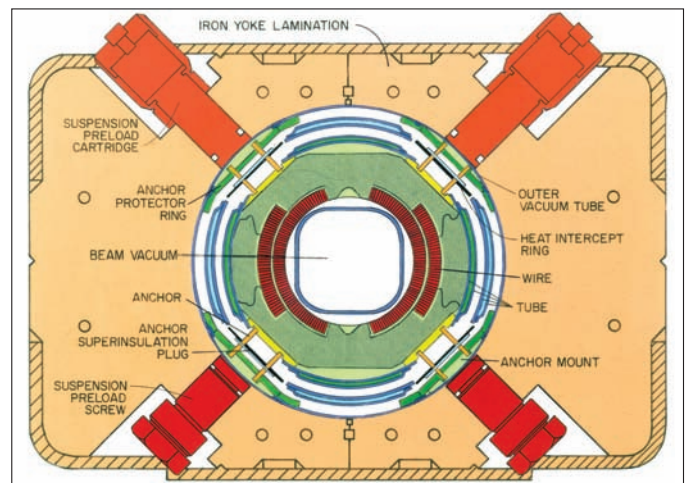 IRON YOKE LAMINATION
SUSPENSION
PRELOAD
CARTRIDGE
ANCHOR
PROTECTOR
RING
OUTER
VACUUM TUBE
HEAT INTERCEPT
RING
BEAM VACUUM
WIRE
TUBE
ANCHOR
ANCHOR
SUPERINSULATION
PLUG
ANCHOR MOUNT
SUSPENSION
PRELOAD
SCREW